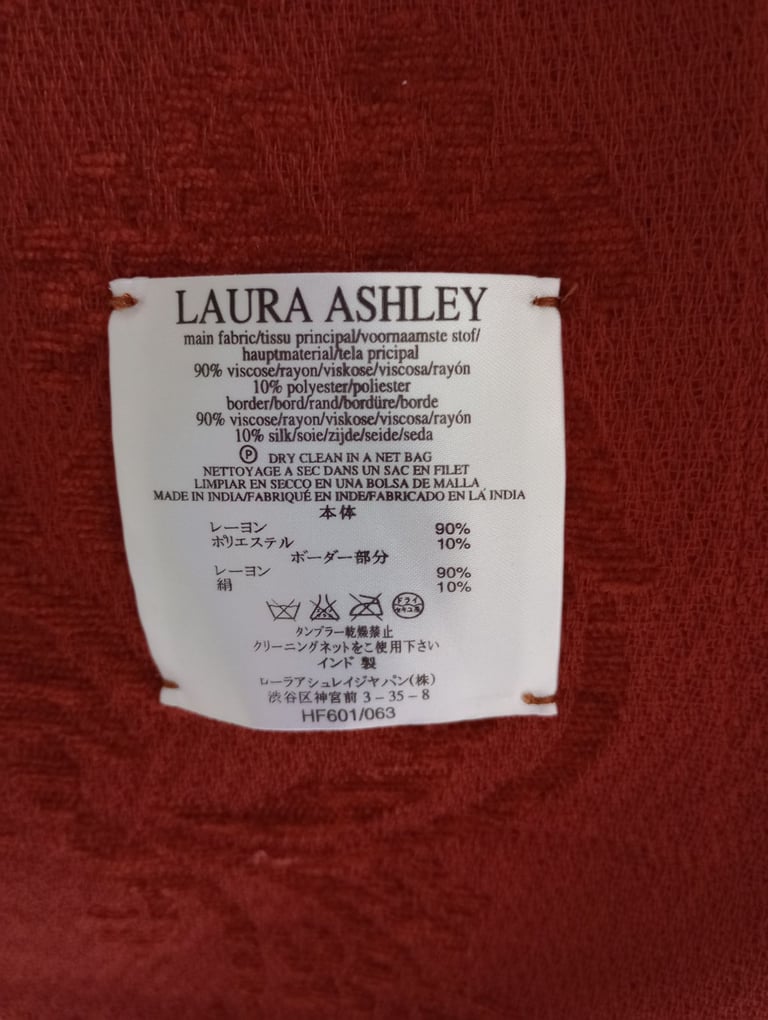 LAURA ASHLEY
main fabric/tissu principal/voornaamste stof/
hauptmaterial/tela pricipal
90% viscose/rayon/viskose/viscosa/rayón
10% polyester/poliester
border/bord/rand/bordüre/borde
90% viscose/rayon/viskose/viscosa/rayón
10% silk/soie/zijde/seide/seda
P DRY CLEAN IN A NET BAG
NETTOYAGE A SEC DANS UN SAC EN FILET
LIMPIAR EN SECCO EN UNA BOLSA DE MALLA
MADE IN INDIA/FABRIQUÉ EN INDE/FABRICADO EN LA INDIA
本体
レーヨン 90%
ポリエステル 10%
ボーダー部分
レーヨン 90%
絹 10%
ドライ
タンブラー乾燥禁止
クリーニングネットをご使用下さい
インド製
ローラアシュレイジャパン(株)
渋谷区神宮前3-35-8
HF601/063